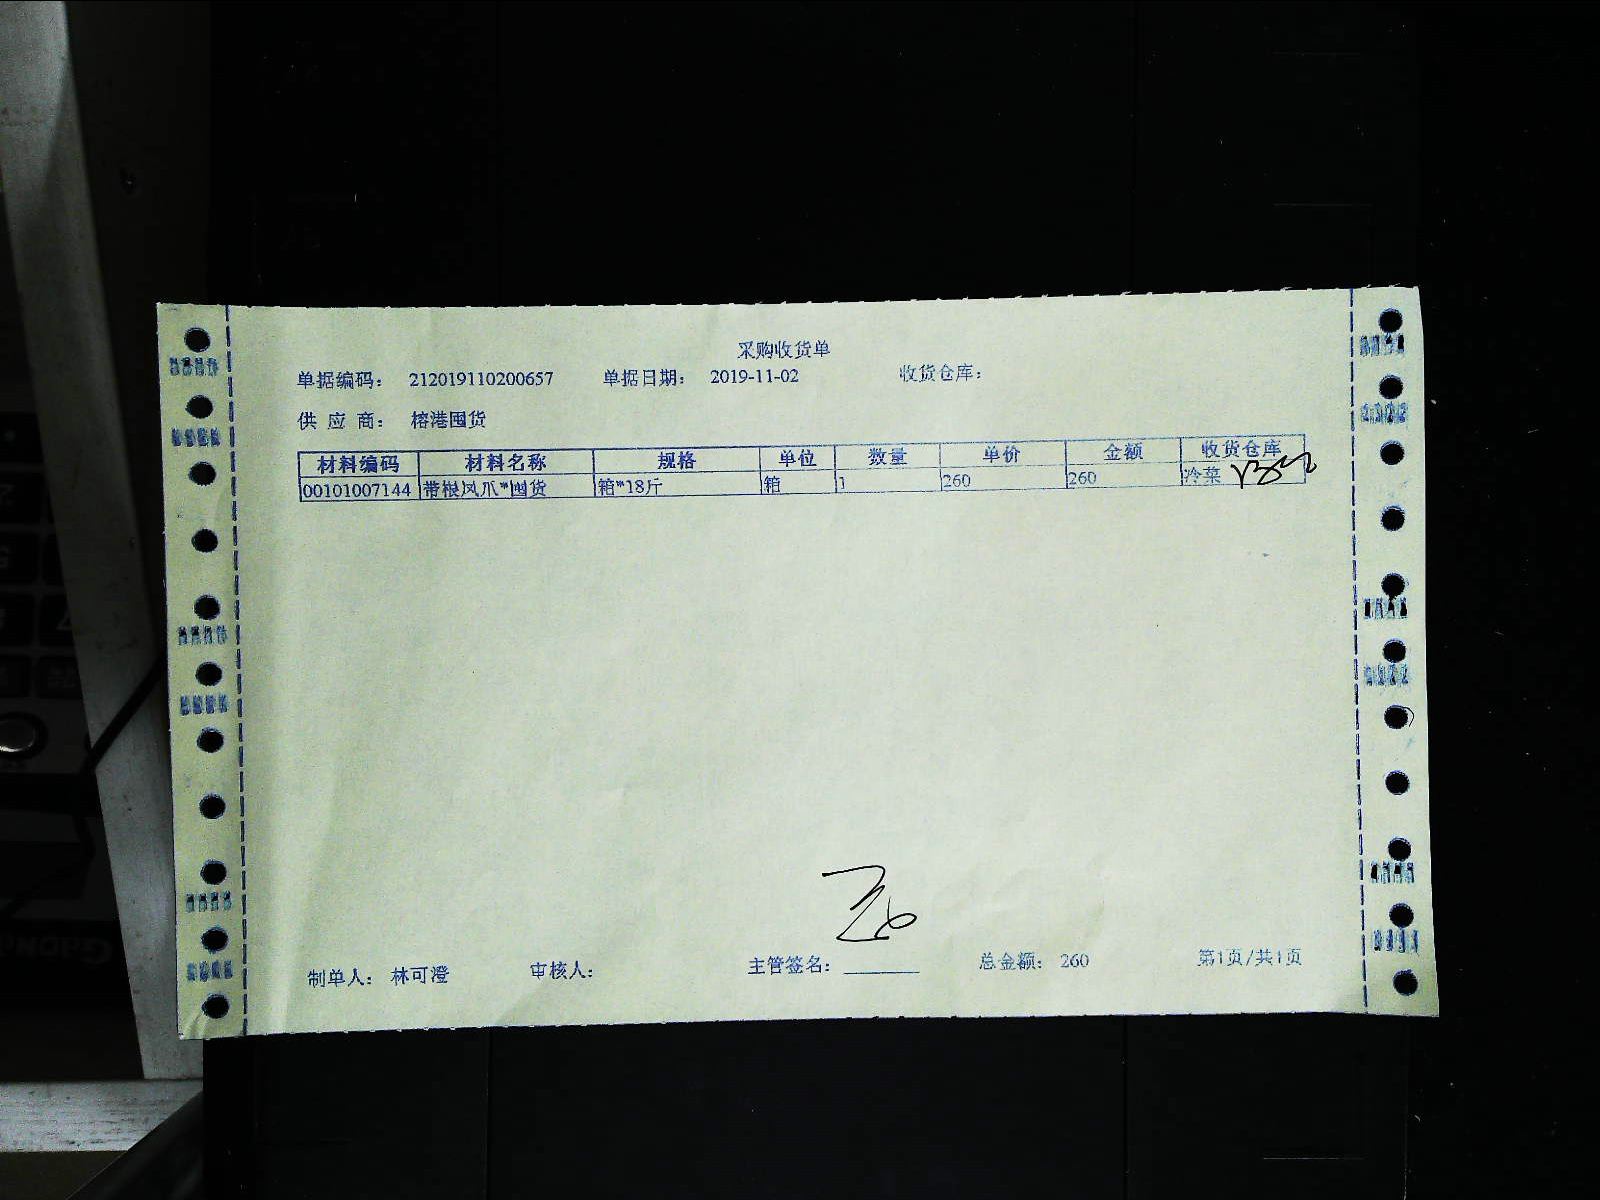 采购收货单
单据编码： 212019110200657 单据日期： 2019-11-02 收货仓库：
供 应 商： 榕港囤货
材料编码 材料名称 规格 单位 数量 单价 金额 收货仓库
00101007144 带根凤爪*囤货 箱*18斤 箱 1 260 260 冷菜
制单人： 林可澄 审核人： 主管签名： 总金额： 260 第1页/共1页